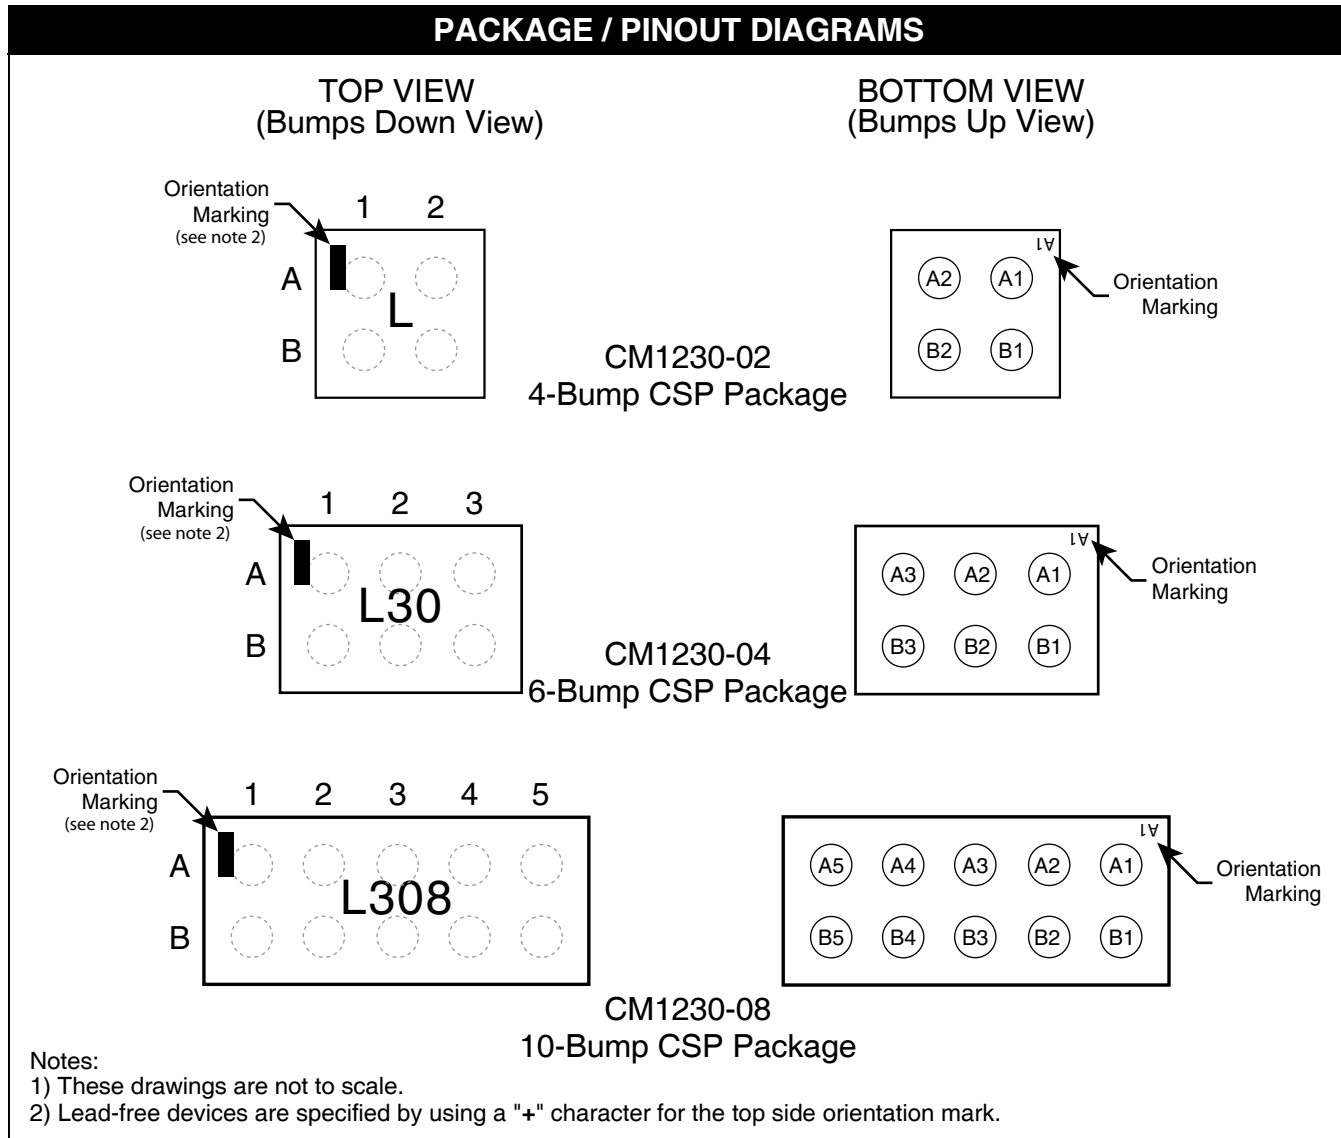 PACKAGE / PINOUT DIAGRAMS
TOP VIEW
(Bumps Down View)
BOTTOM VIEW
(Bumps Up View)
Orientation
Marking
(see note 2)
1 2
A
B
L
CM1230-02
4-Bump CSP Package
A1
A2 A1
B2 B1
Orientation
Marking
Orientation
Marking
(see note 2)
1 2 3
A
B
L30
CM1230-04
6-Bump CSP Package
A1
A3 A2 A1
B3 B2 B1
Orientation
Marking
Orientation
Marking
(see note 2)
1 2 3 4 5
A
B
L308
CM1230-08
10-Bump CSP Package
A1
A5 A4 A3 A2 A1
B5 B4 B3 B2 B1
Orientation
Marking
Notes:
1) These drawings are not to scale.
2) Lead-free devices are specified by using a "+" character for the top side orientation mark.